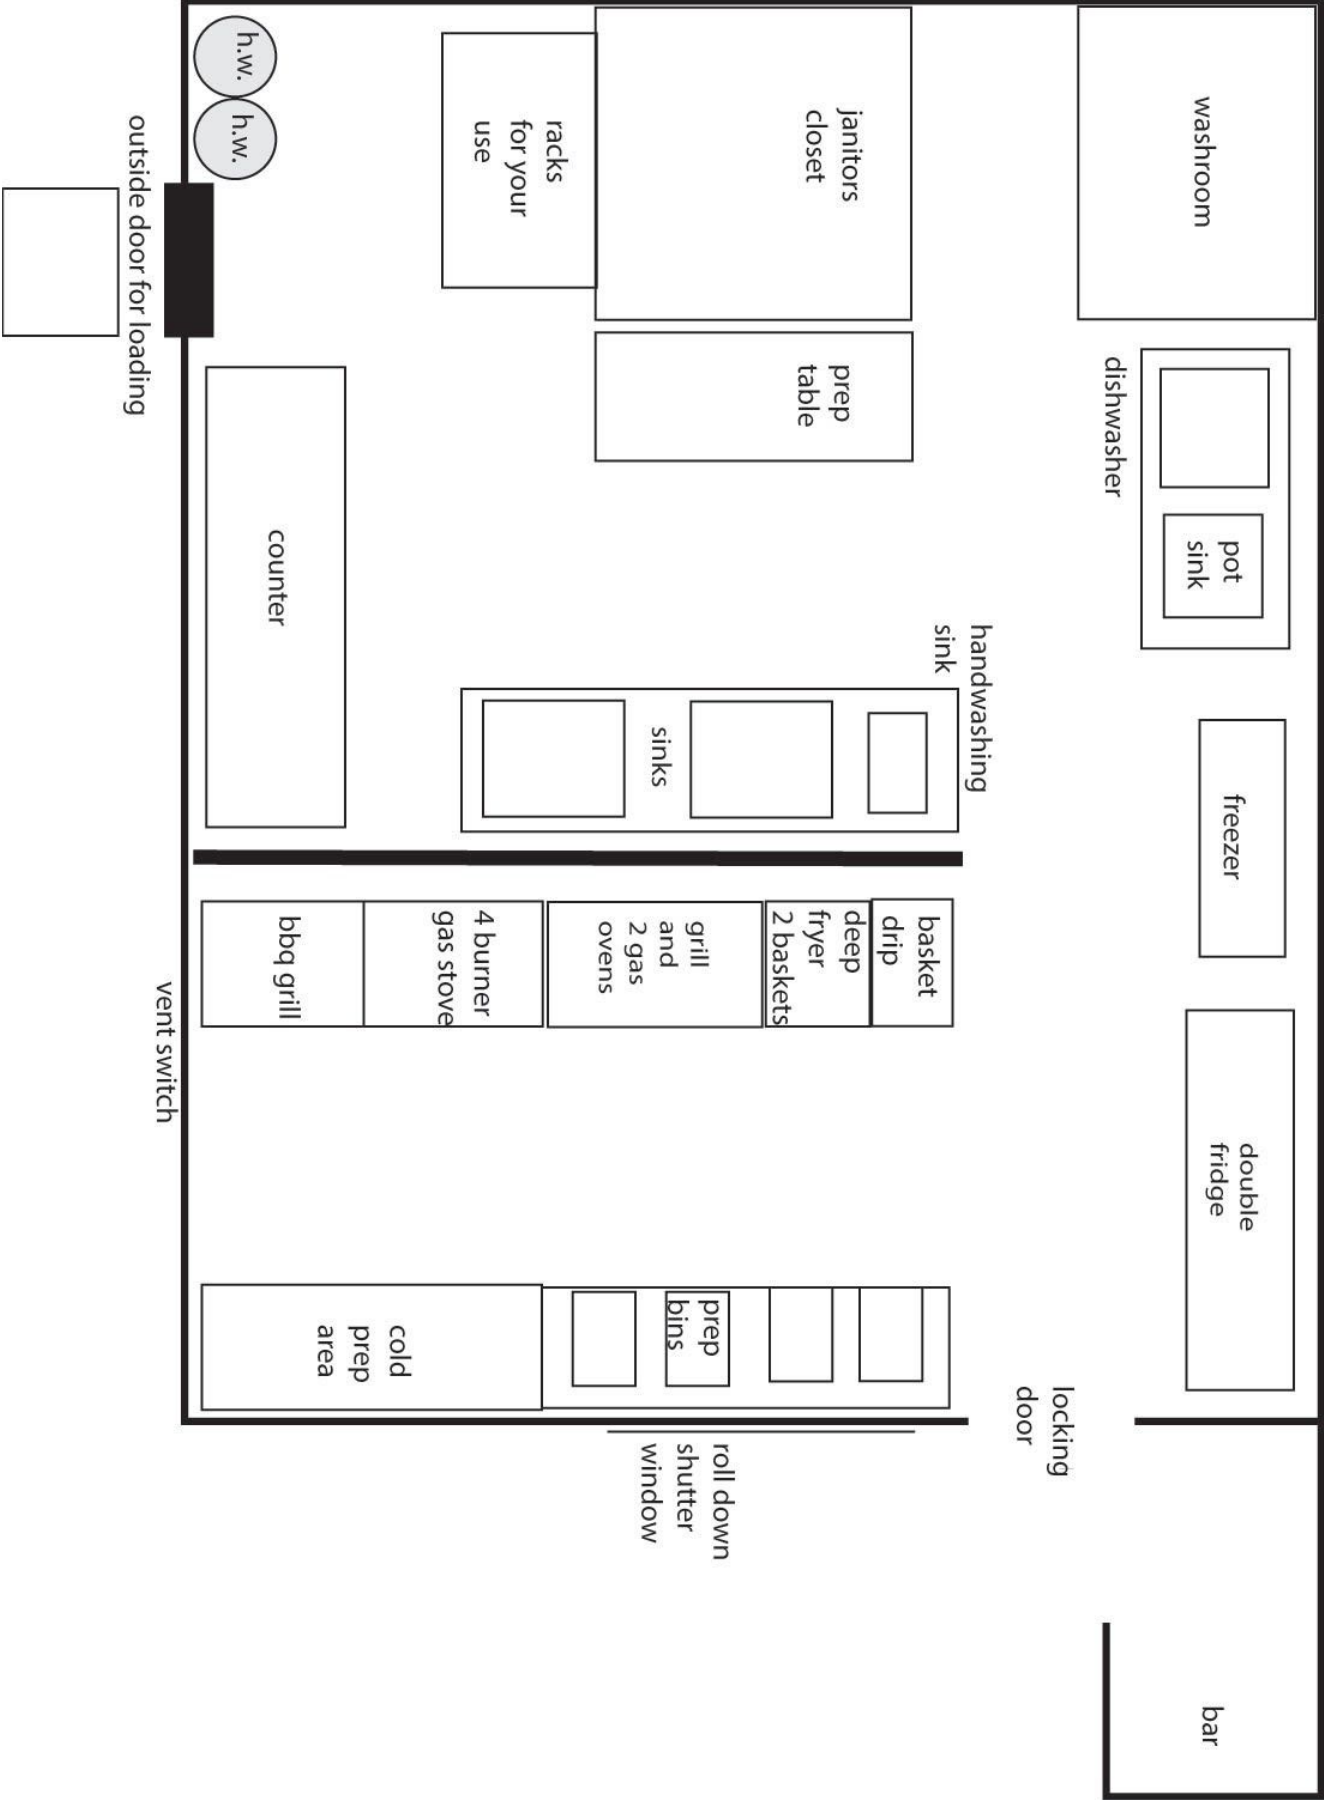 washroom
dishwasher
pot
sink
freezer
double
fridge
bar
locking
door
janitors
closet
prep
table
handwashing
sink
sinks
basket
drip
deep
fryer
2 baskets
grill
and
2 gas
ovens
4 burner
gas stove
bbq grill
prep
bins
cold
prep
area
roll down
shutter
window
racks
for your
use
counter
h.w.
h.w.
outside door for loading
vent switch